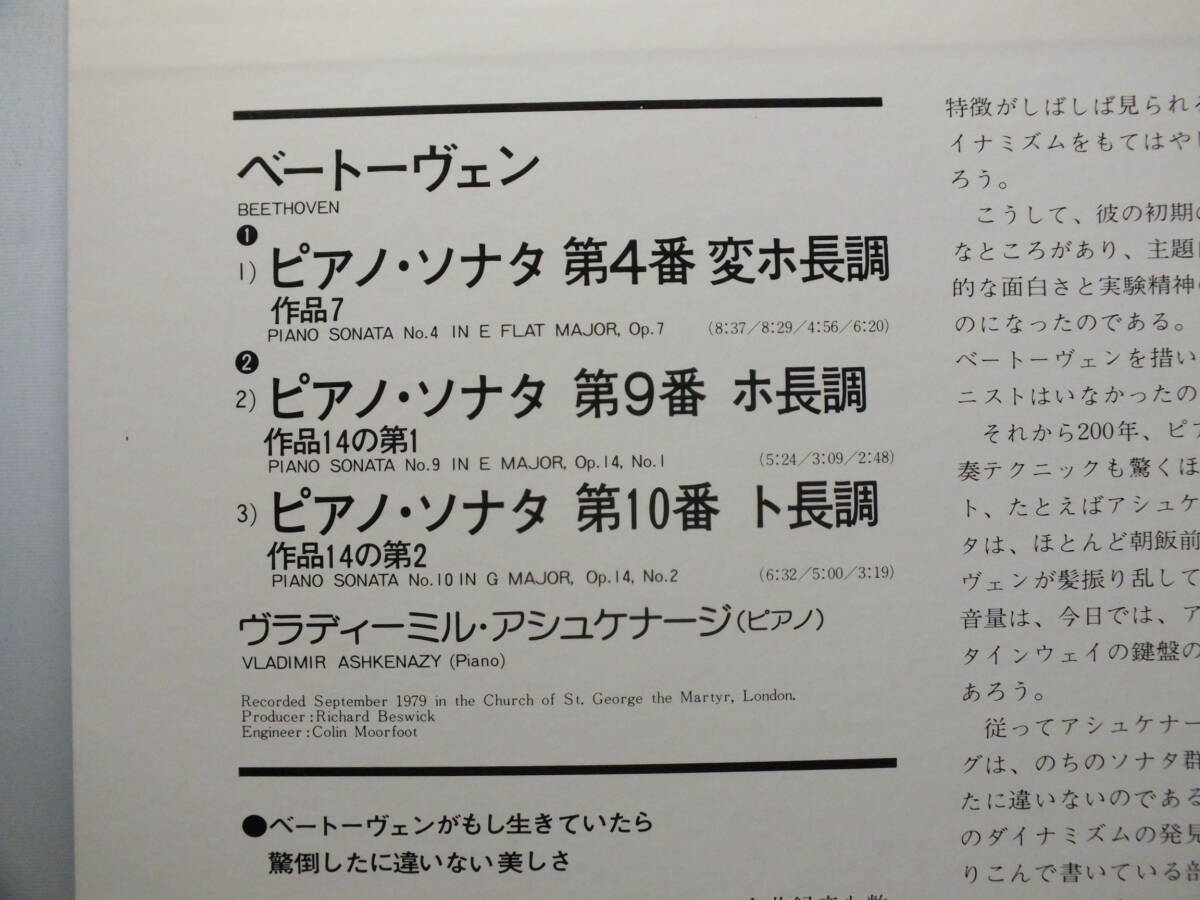 ベートーヴェン
BEETHOVEN
❶
1) ピアノ・ソナタ 第4番 変ホ長調
作品7
PIANO SONATA No.4 IN E FLAT MAJOR, Op.7 (8:37/8:29/4:56/6:20)
❷
2) ピアノ・ソナタ 第9番 ホ長調
作品14の第1
PIANO SONATA No.9 IN E MAJOR, Op.14, No.1 (5:24/3:09/2:48)
3) ピアノ・ソナタ 第10番 ト長調
作品14の第2
PIANO SONATA No.10 IN G MAJOR, Op.14, No.2 (6:32/5:00/3:19)
ヴラディーミル・アシュケナージ(ピアノ)
VLADIMIR ASHKENAZY (Piano)
Recorded September 1979 in the Church of St. George the Martyr, London.
Producer:Richard Beswick
Engineer:Colin Moorfoot
●ベートーヴェンがもし生きていたら
驚倒したに違いない美しさ
特徴がしばしば見られる
イナミズムをもてはや
ろう。
こうして、彼の初期の
なところがあり、主題
的な面白さと実験精神
のになったのである。
ベートーヴェンを措い
ニストはいなかったの
それから200年、ピア
奏テクニックも驚くほ
ト、たとえばアシュケ
タは、ほとんど朝飯前
ヴェンが髪振り乱して
音量は、今日では、ア
タインウェイの鍵盤の
あろう。
従ってアシュケナー
グは、のちのソナタ群
たに違いないのである
のダイナミズムの発見
りこんで書いている部